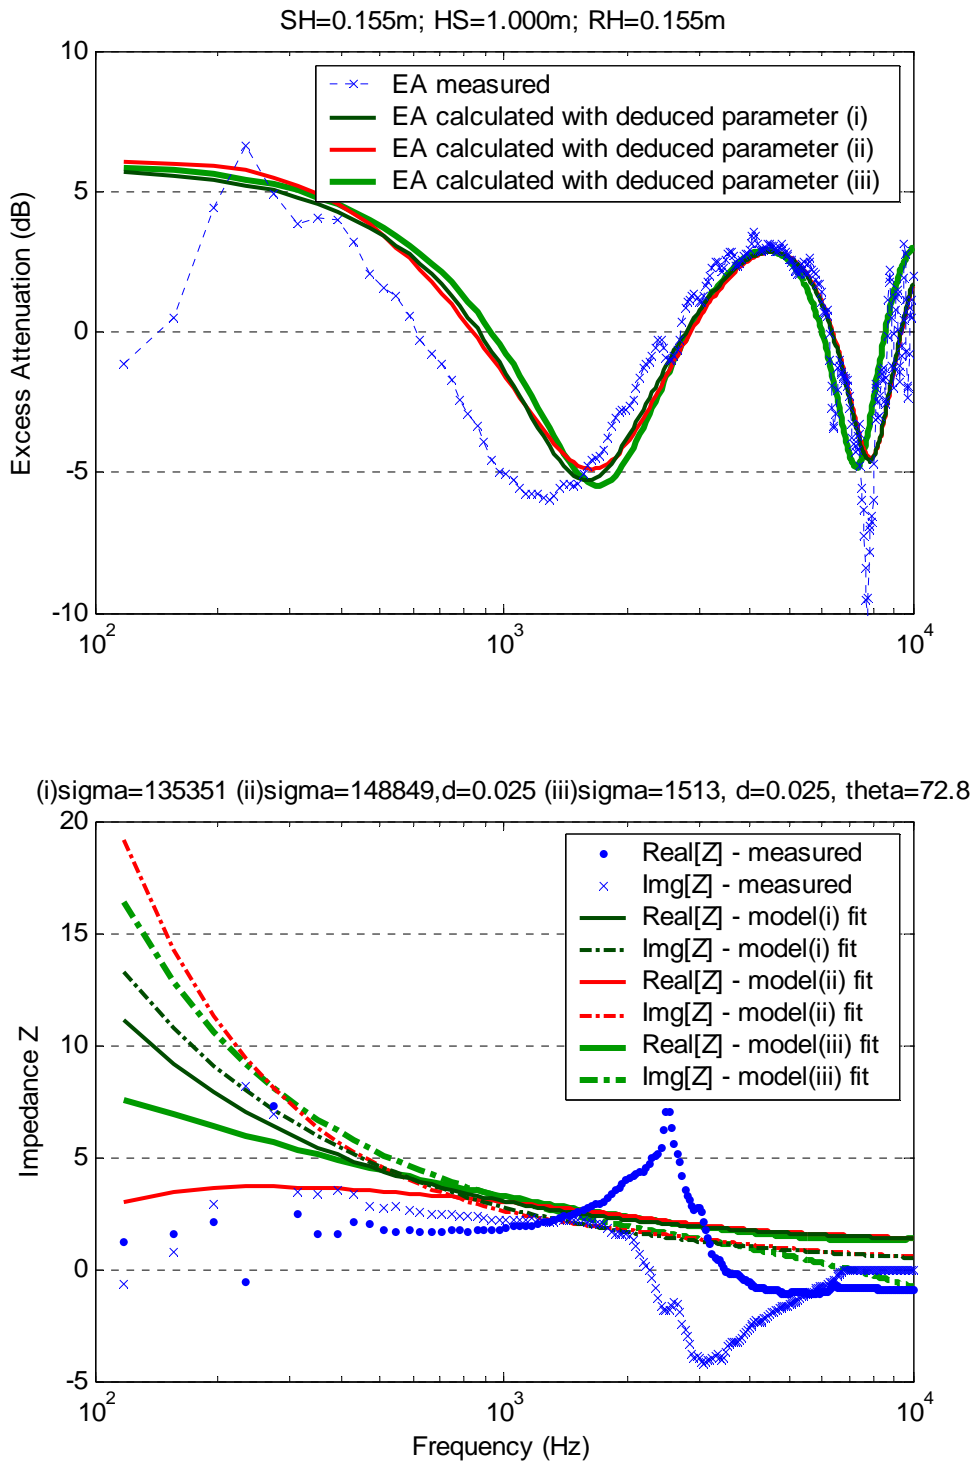 SH=0.155m; HS=1.000m; RH=0.155m
10
5
0
-5
-10
Excess Attenuation (dB)
EA measured
EA calculated with deduced parameter (i)
EA calculated with deduced parameter (ii)
EA calculated with deduced parameter (iii)
10^2 10^3 10^4
(i)sigma=135351 (ii)sigma=148849,d=0.025 (iii)sigma=1513, d=0.025, theta=72.8
20
15
10
5
0
-5
Impedance Z
Real[Z] - measured
Img[Z] - measured
Real[Z] - model(i) fit
Img[Z] - model(i) fit
Real[Z] - model(ii) fit
Img[Z] - model(ii) fit
Real[Z] - model(iii) fit
Img[Z] - model(iii) fit
10^2 10^3 10^4
Frequency (Hz)